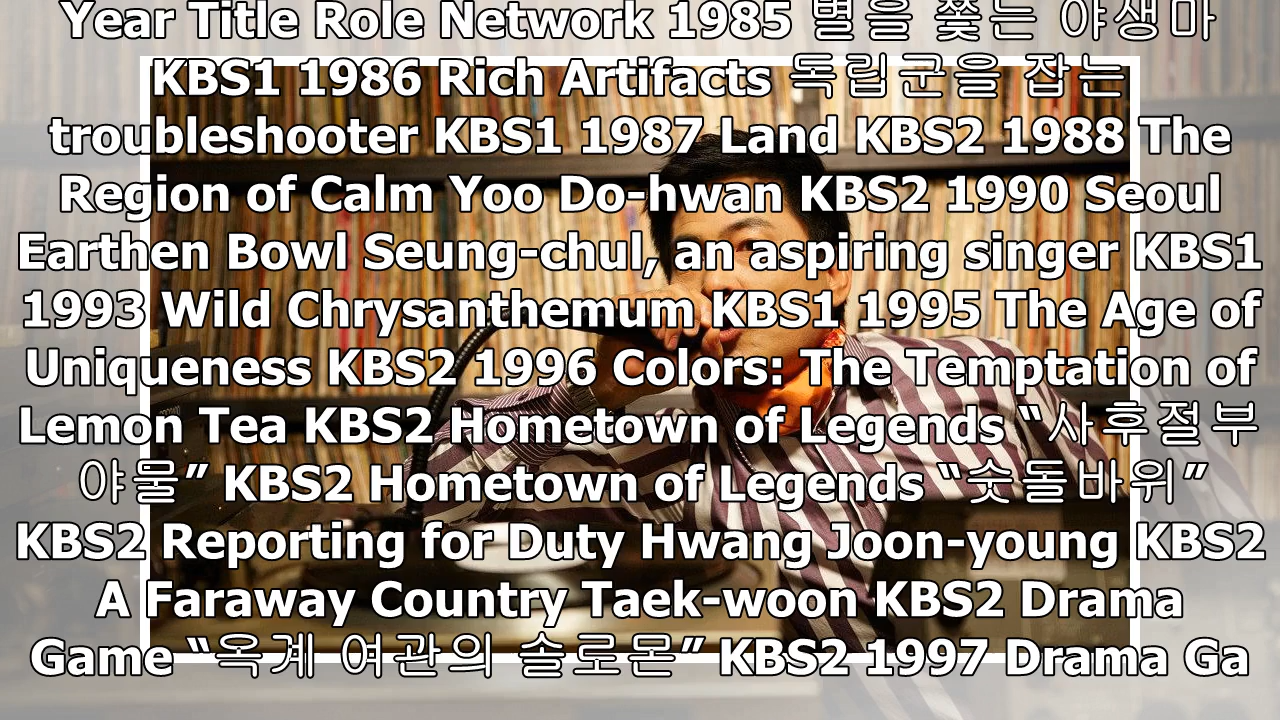 Year Title Role Network 1985 별을 쫓는 야생마
KBS1 1986 Rich Artifacts 독립군을 잡는
troubleshooter KBS1 1987 Land KBS2 1988 The
Region of Calm Yoo Do-hwan KBS2 1990 Seoul
Earthen Bowl Seung-chul, an aspiring singer KBS1
1993 Wild Chrysanthemum KBS1 1995 The Age of
Uniqueness KBS2 1996 Colors: The Temptation of
Lemon Tea KBS2 Hometown of Legends “사후절부
야물” KBS2 Hometown of Legends “숫돌바위”
KBS2 Reporting for Duty Hwang Joon-young KBS2
A Faraway Country Taek-woon KBS2 Drama
Game “옥계 여관의 솔로몬” KBS2 1997 Drama Ga